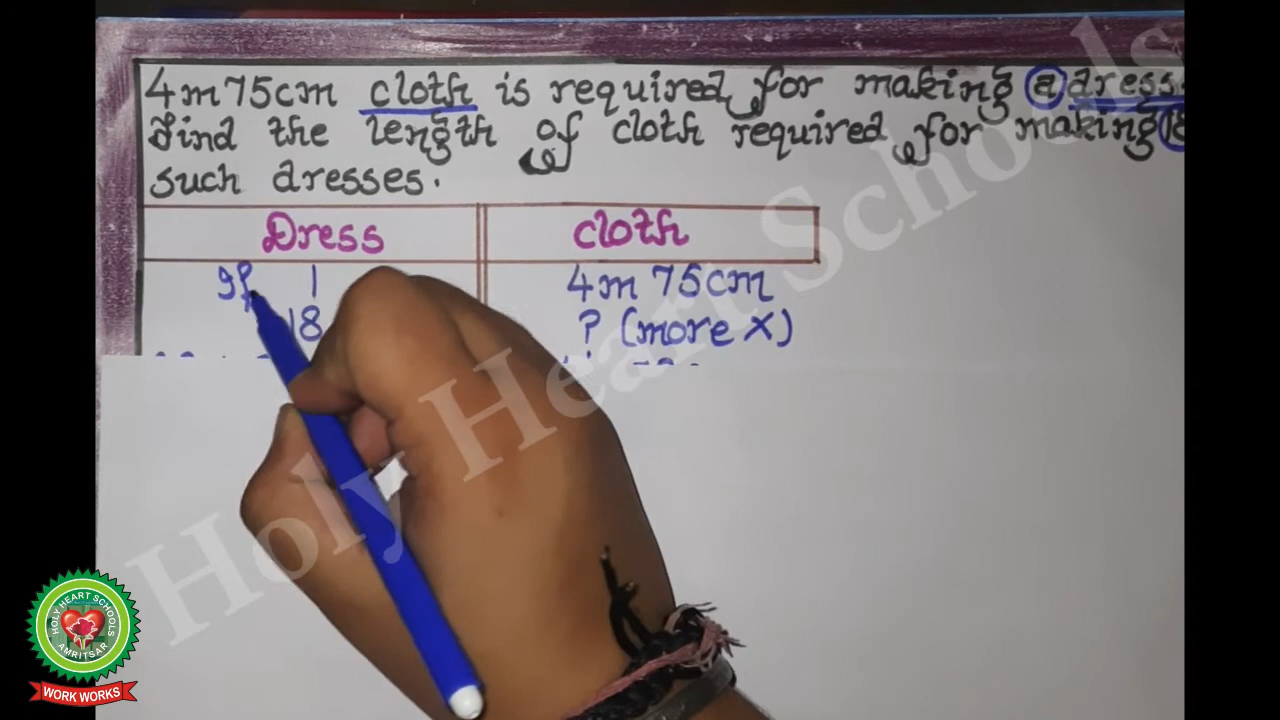 4m75cm cloth is required for making a dress.
Find the length of cloth required for making 18
such dresses.
Dress cloth
If 1 4m 75cm
18 ? (more X)
Holy Heart Schools
HOLY HEART SCHOOLS
AMRITSAR
WORK WORKS